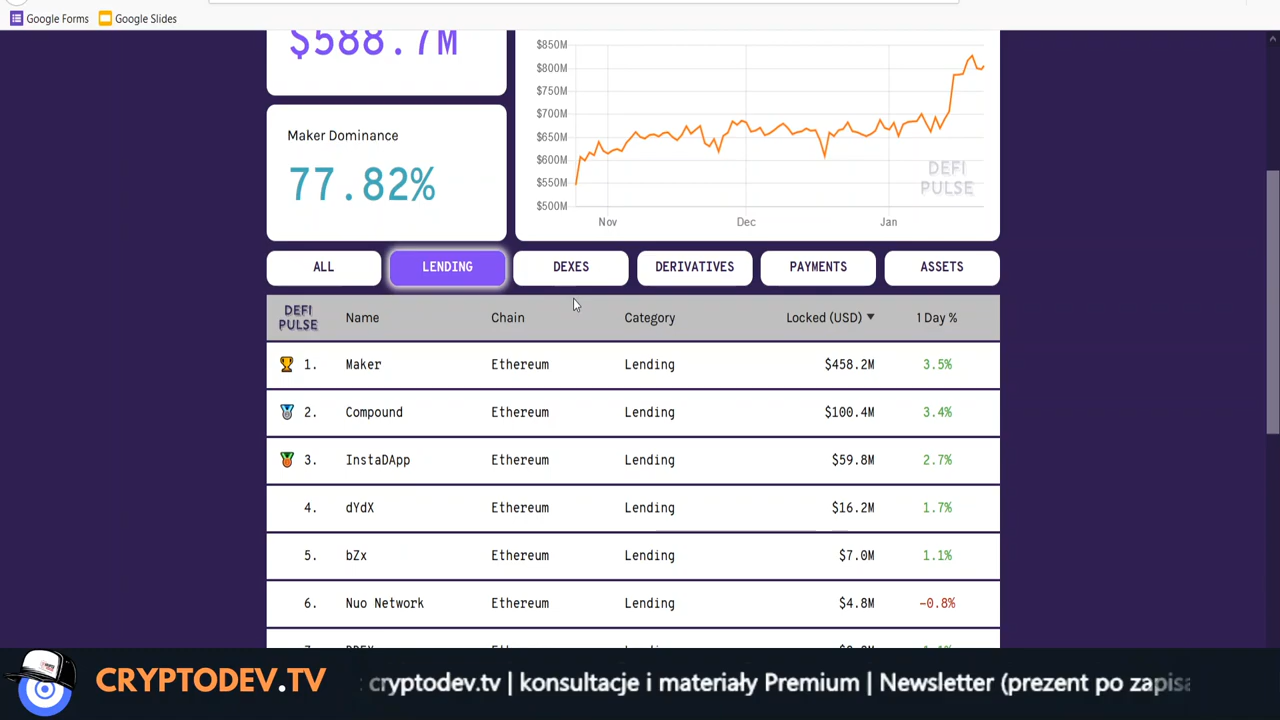 Google Forms Google Slides
$588.7M
Maker Dominance
77.82%
$850M
$800M
$750M
$700M
$650M
$600M
$550M
$500M
Nov Dec Jan
DEFI
PULSE
ALL LENDING DEXES DERIVATIVES PAYMENTS ASSETS
DEFI
PULSE
Name Chain Category Locked (USD) ▼ 1 Day %
1. Maker Ethereum Lending $458.2M 3.5%
2. Compound Ethereum Lending $100.4M 3.4%
3. InstaDApp Ethereum Lending $59.8M 2.7%
4. dYdX Ethereum Lending $16.2M 1.7%
5. bZx Ethereum Lending $7.0M 1.1%
6. Nuo Network Ethereum Lending $4.8M -0.8%
CRYPTODEV.TV
cryptodev.tv | konsultacje i materiały Premium | Newsletter (prezent po zapisa